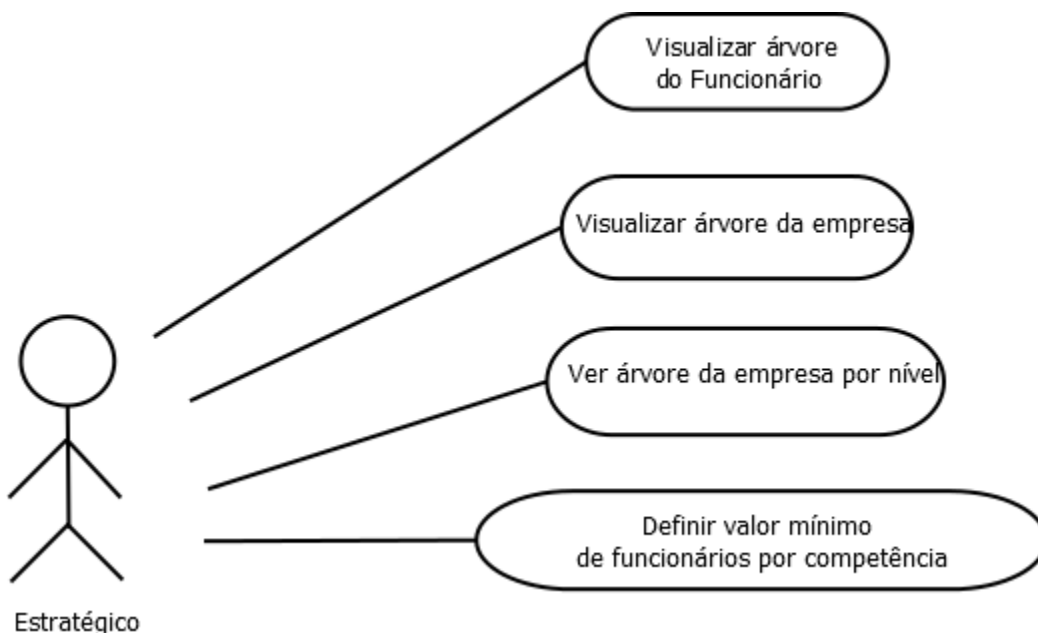 Visualizar árvore
do Funcionário
Visualizar árvore da empresa
Ver árvore da empresa por nível
Definir valor mínimo
de funcionários por competência
Estratégico